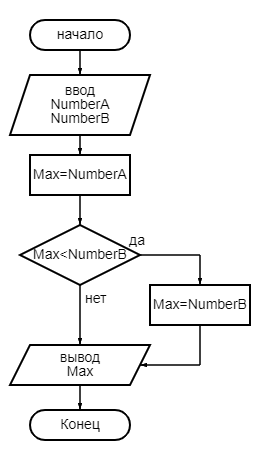 начало
ввод
NumberA
NumberB
Max=NumberA
Max<NumberB
да
нет
Max=NumberB
вывод
Max
Конец